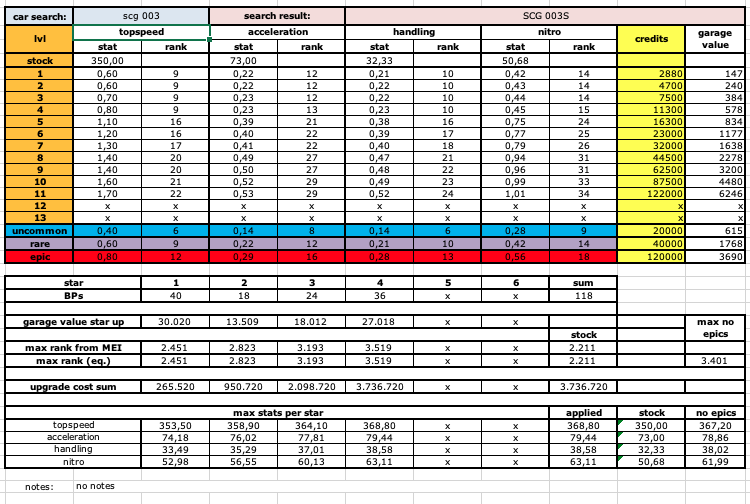 car search: scg 003 search result: SCG 003S
lvl topspeed acceleration handling nitro credits garage value
stat rank stat rank stat rank stat rank
stock 350,00 73,00 32,33 50,68
1 0,60 9 0,22 12 0,21 10 0,42 14 2880 147
2 0,60 9 0,22 12 0,22 10 0,43 14 4700 240
3 0,70 9 0,23 12 0,22 10 0,44 14 7500 384
4 0,80 9 0,23 13 0,23 10 0,45 15 11300 578
5 1,10 16 0,39 21 0,38 16 0,75 24 16300 834
6 1,20 16 0,40 22 0,39 17 0,77 25 23000 1177
7 1,30 17 0,41 22 0,40 18 0,79 26 32000 1638
8 1,40 20 0,49 27 0,47 21 0,94 31 44500 2278
9 1,40 20 0,50 27 0,48 22 0,96 31 62500 3200
10 1,60 21 0,52 29 0,49 23 0,99 33 87500 4480
11 1,70 22 0,53 29 0,52 24 1,01 34 122000 6246
12 x x x x x x x x x x
13 x x x x x x x x x x
uncommon 0,40 6 0,14 8 0,14 6 0,28 9 20000 615
rare 0,60 9 0,22 12 0,21 10 0,42 14 40000 1768
epic 0,80 12 0,29 16 0,28 13 0,56 18 120000 3690
star 1 2 3 4 5 6 sum
BPs 40 18 24 36 x x 118
garage value star up 30.020 13.509 18.012 27.018 x x max no epics
stock
max rank from MEI 2.451 2.823 3.193 3.519 x x 2.211
max rank (eq.) 2.451 2.823 3.193 3.519 x x 2.211 3.401
upgrade cost sum 265.520 950.720 2.098.720 3.736.720 x x 3.736.720
max stats per star applied stock no epics
topspeed 353,50 358,90 364,10 368,80 x x 368,80 350,00 367,20
acceleration 74,18 76,02 77,81 79,44 x x 79,44 73,00 78,86
handling 33,49 35,29 37,01 38,58 x x 38,58 32,33 38,02
nitro 52,98 56,55 60,13 63,11 x x 63,11 50,68 61,99
notes: no notes